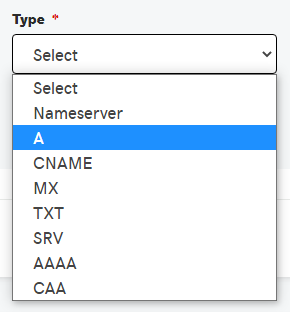 Type *
Select
Select
Nameserver
A
CNAME
MX
TXT
SRV
AAAA
CAA